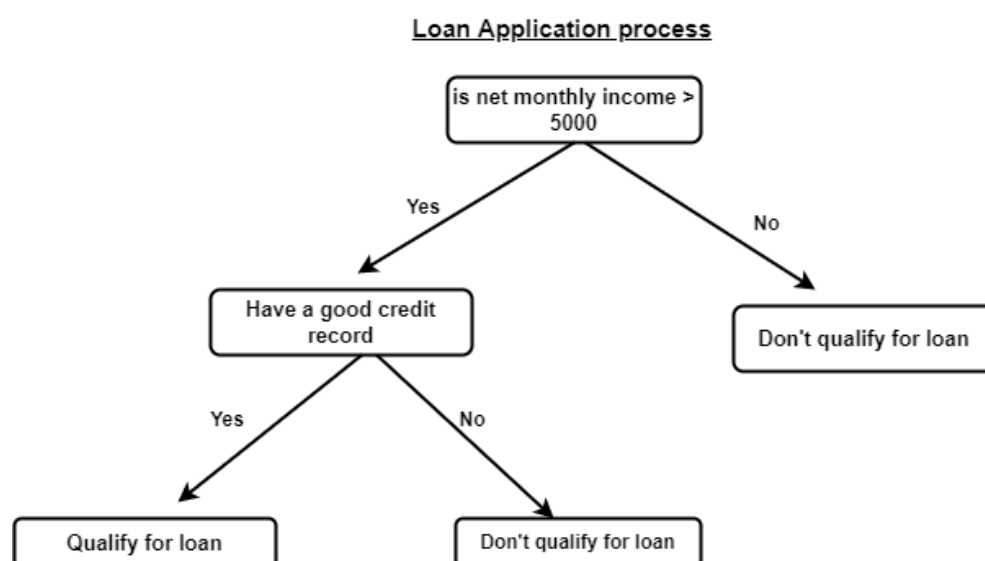 Loan Application process
is net monthly income >
5000
Yes
No
Have a good credit
record
Don't qualify for loan
Yes
No
Qualify for loan
Don't qualify for loan